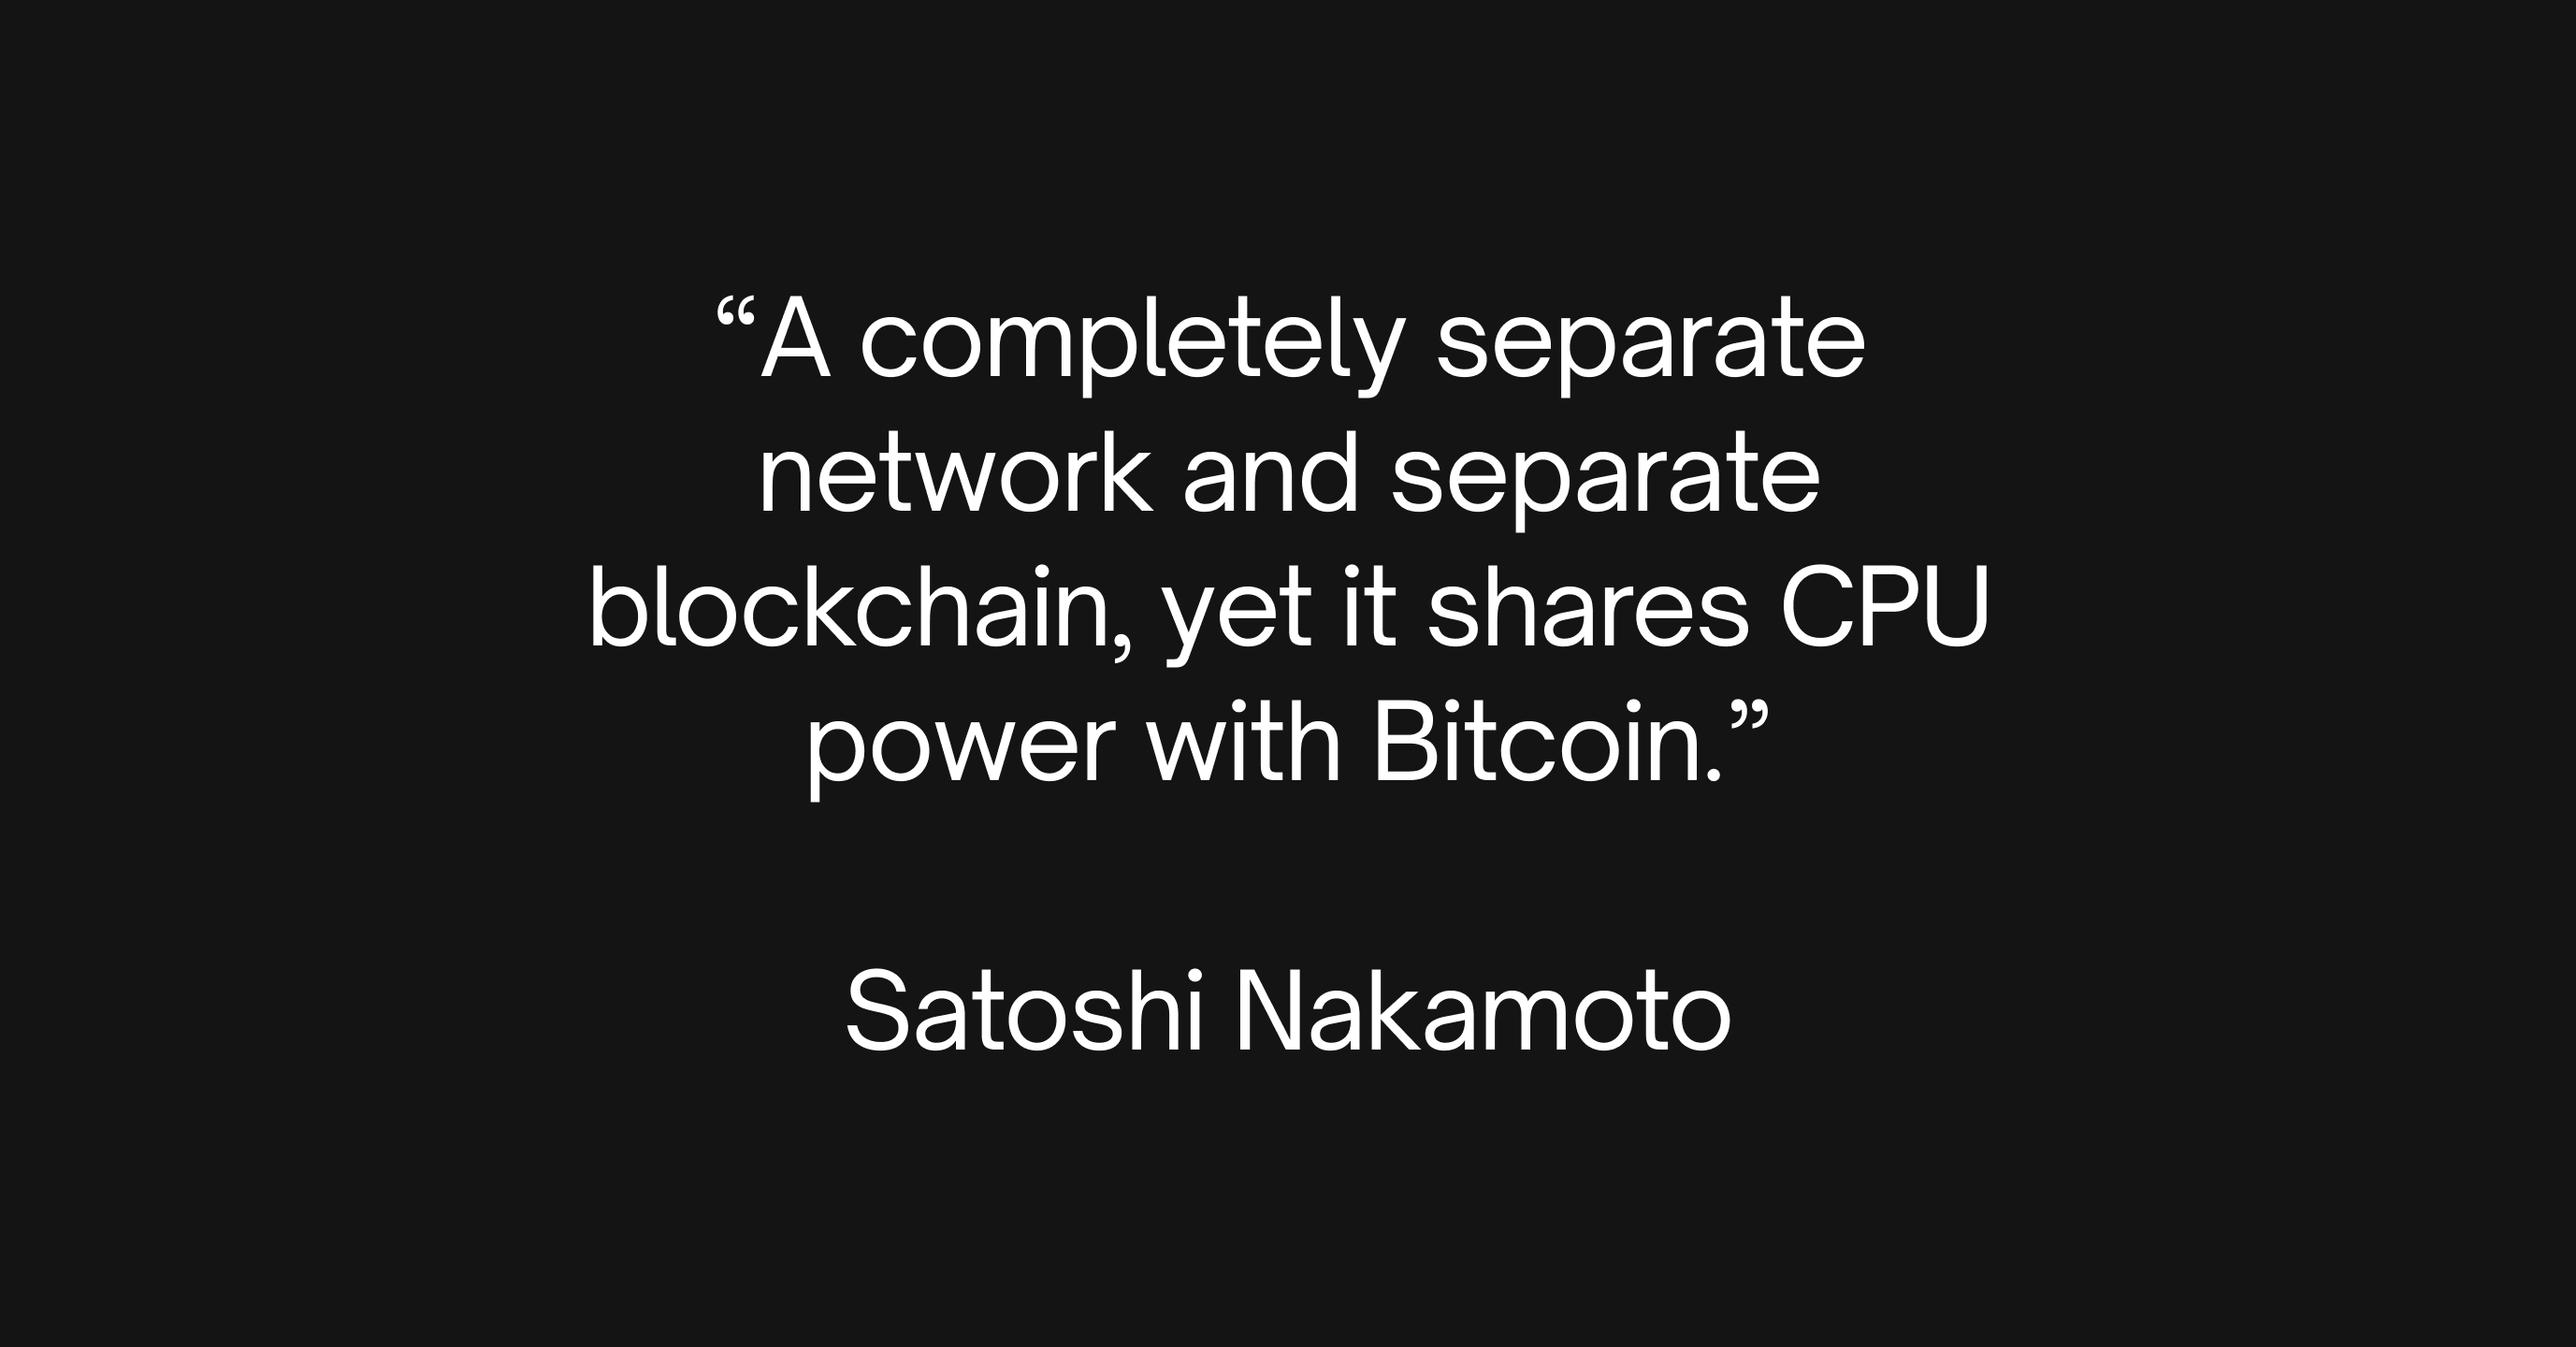 “A completely separate
network and separate
blockchain, yet it shares CPU
power with Bitcoin.”
Satoshi Nakamoto